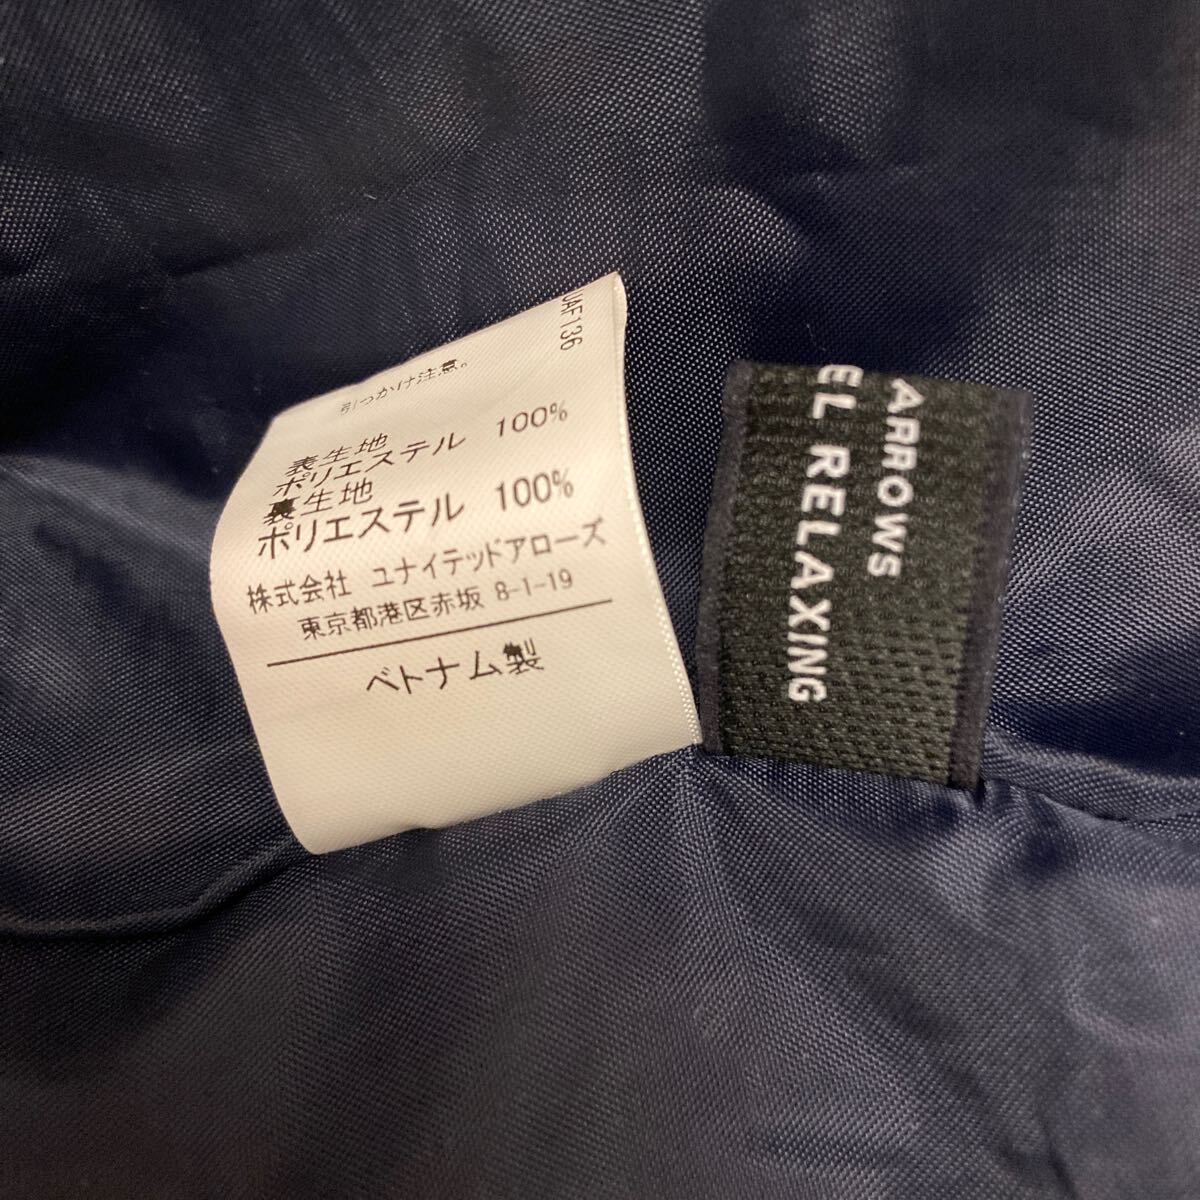 UAF136
引っかけ注意。
表生地
ポリエステル 100%
裏生地
ポリエステル 100%
株式会社 ユナイテッドアローズ
東京都港区赤坂 8-1-19
ベトナム製
ARROWS
EL RELAXING